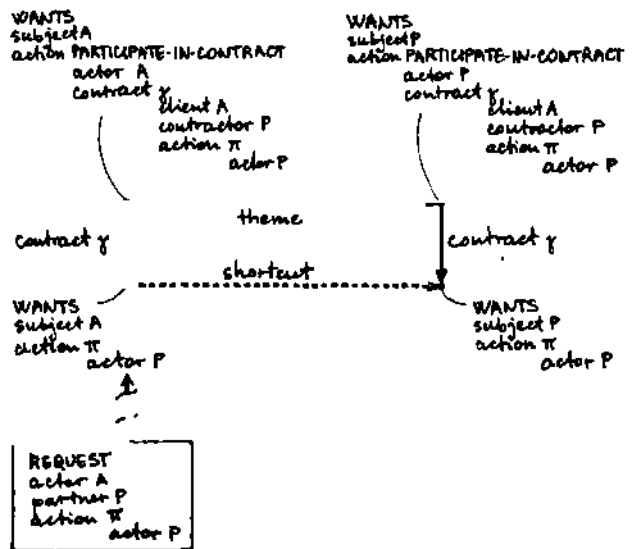 WANTS
subject A
action PARTICIPATE-IN-CONTRACT
actor A
contract γ
client A
contractor P
action π
actor P
WANTS
subject P
action PARTICIPATE-IN-CONTRACT
actor P
contract γ
client A
contractor P
action π
actor P
theme
contract γ
contract γ
shortcut
WANTS
subject A
action π
actor P
WANTS
subject P
action π
actor P
REQUEST
actor A
partner P
action π
actor P